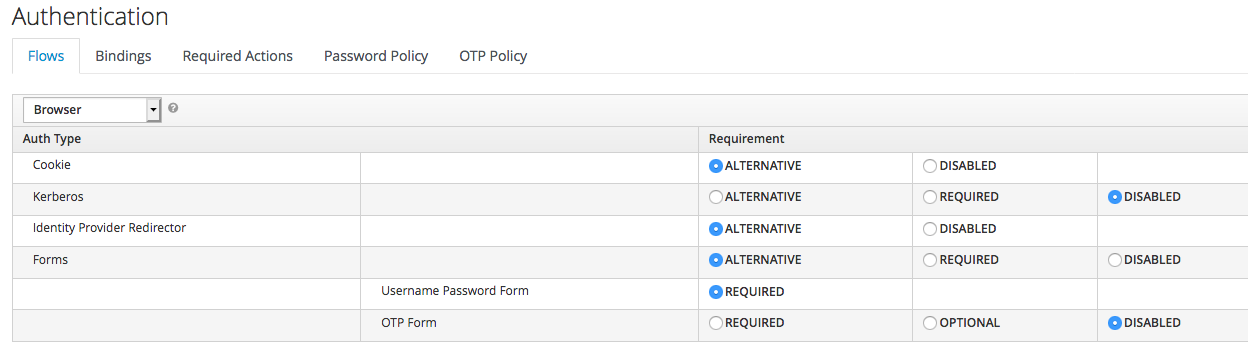 Authentication
Flows Bindings Required Actions Password Policy OTP Policy
Browser ?
Auth Type Requirement
Cookie ALTERNATIVE DISABLED
Kerberos ALTERNATIVE REQUIRED DISABLED
Identity Provider Redirector ALTERNATIVE DISABLED
Forms ALTERNATIVE REQUIRED DISABLED
Username Password Form REQUIRED
OTP Form REQUIRED OPTIONAL DISABLED